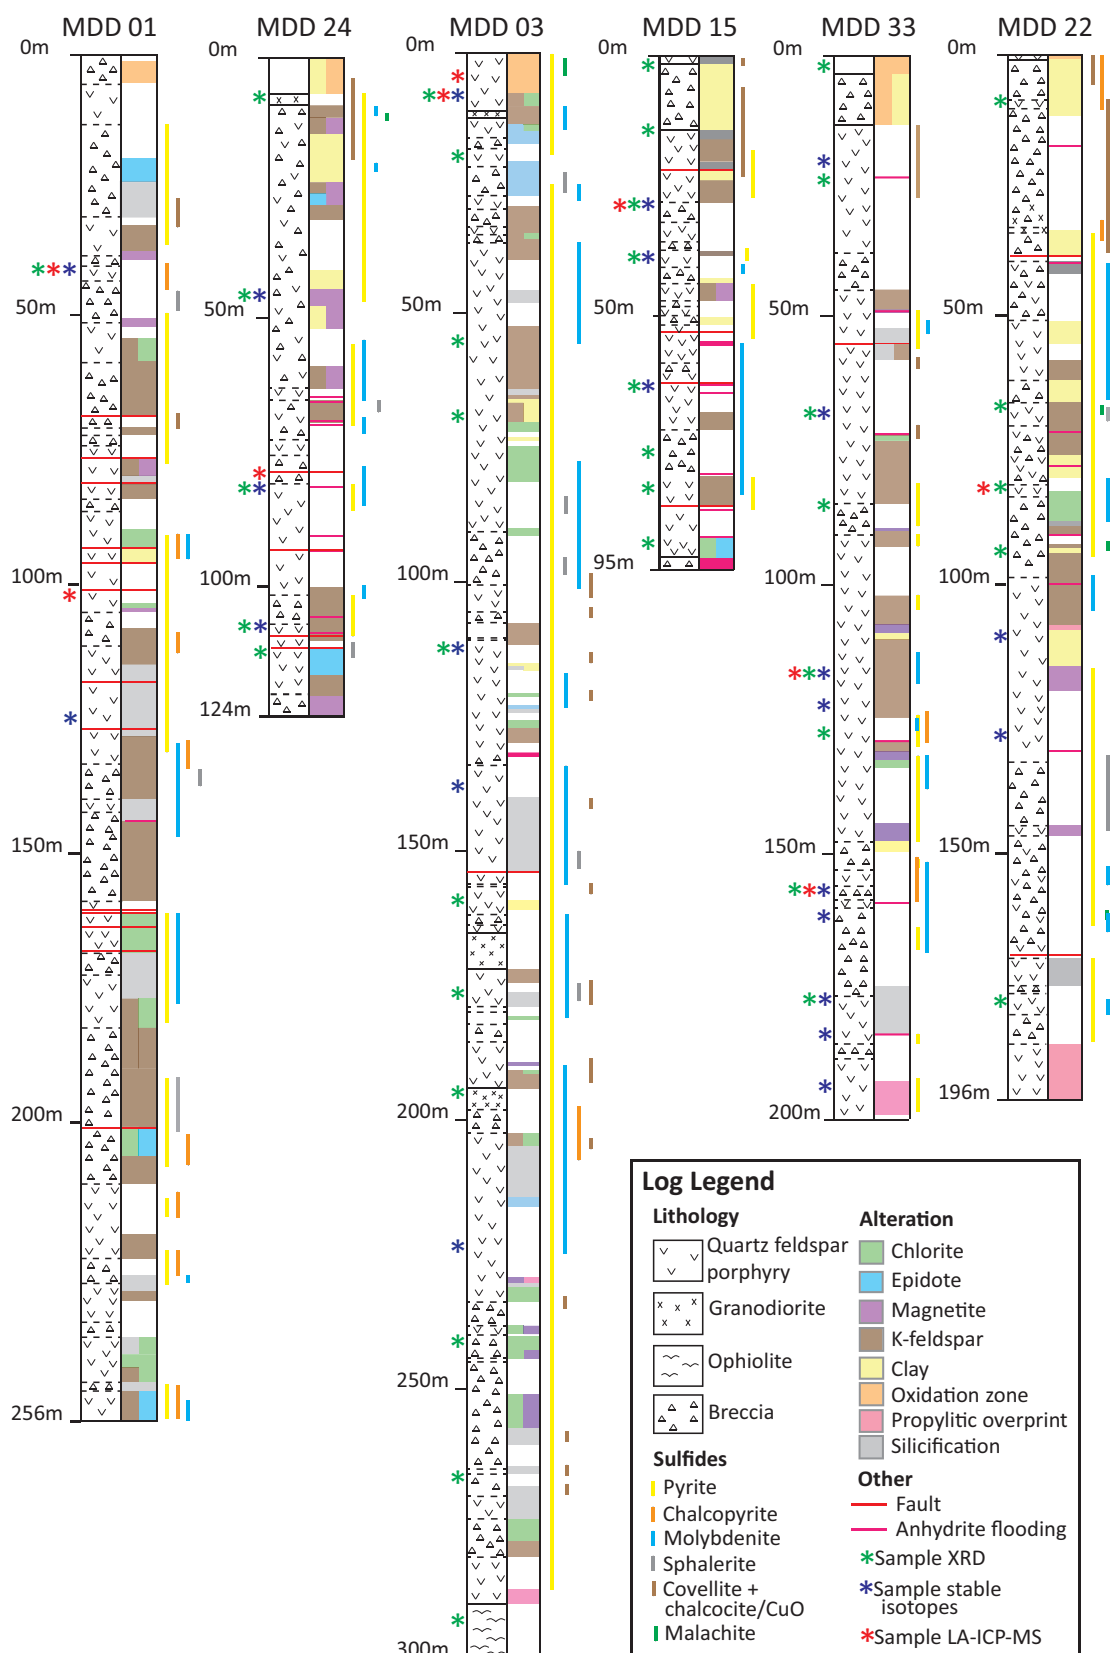 MDD 01
MDD 24
MDD 03
MDD 15
MDD 33
MDD 22
0m
50m
100m
150m
200m
256m
0m
50m
100m
124m
0m
50m
100m
150m
200m
250m
300m
0m
50m
95m
0m
50m
100m
150m
200m
0m
50m
100m
150m
196m
Log Legend
Lithology
Quartz feldspar
porphyry
Granodiorite
Ophiolite
Breccia
Sulfides
Pyrite
Chalcopyrite
Molybdenite
Sphalerite
Covellite +
chalcocite/CuO
Malachite
Alteration
Chlorite
Epidote
Magnetite
K-feldspar
Clay
Oxidation zone
Propylitic overprint
Silicification
Other
Fault
Anhydrite flooding
*Sample XRD
*Sample stable
isotopes
*Sample LA-ICP-MS